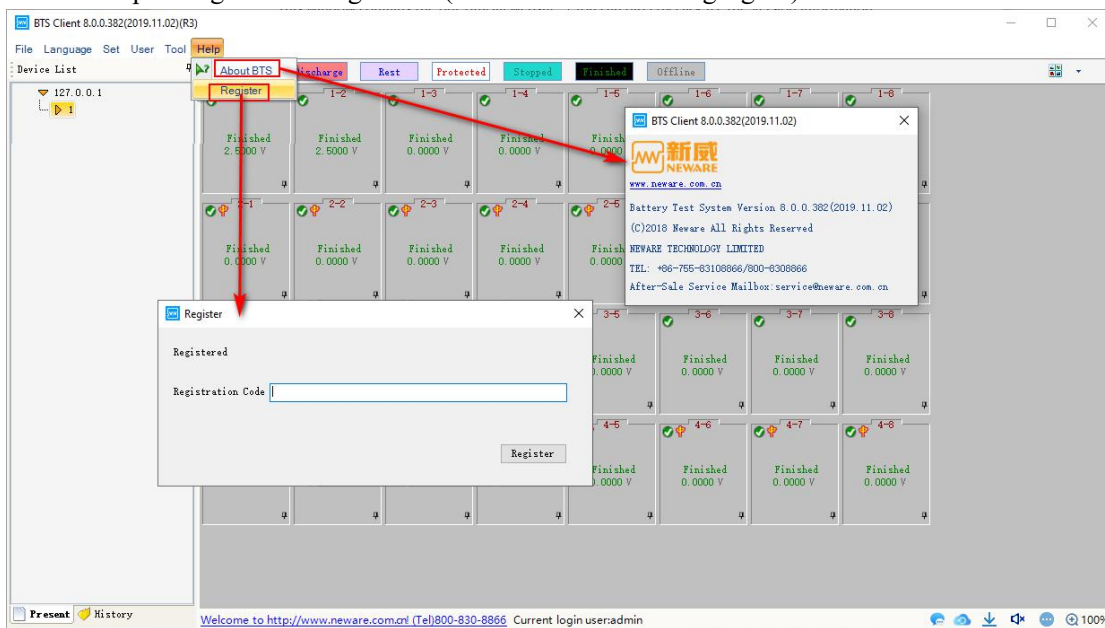 BTS Client 8.0.0.382(2019.11.02)(R3)
File Language Set User Tool Help
Device List
About BTS
Register
Discharge Rest Protected Stopped Finished Offline
127.0.0.1
1
1-2 1-3 1-4 1-5 1-6 1-7 1-8
Finished Finished Finished Finished
2.5000 V 2.5000 V 0.0000 V 0.0000 V 0.0000
BTS Client 8.0.0.382(2019.11.02)
新威
NEWARE
www.neware.com.cn
Battery Test System Version 8.0.0.382(2019.11.02)
(C)2018 Neware All Rights Reserved
NEWARE TECHNOLOGY LIMITED
TEL: +86-755-83108866/800-8308866
After-Sale Service Mailbox:service@neware.com.cn
2-1 2-2 2-3 2-4 2-5
Finished Finished Finished Finished
0.0000 V 0.0000 V 0.0000 V 0.0000 V 0.0000
Register
Registered
Registration Code
Register
3-5 3-6 3-7 3-8
Finished Finished Finished Finished
0.0000 V 0.0000 V 0.0000 V
4-5 4-6 4-7 4-8
Finished Finished Finished Finished
0.0000 V 0.0000 V 0.0000 V
Present History
Welcome to http://www.neware.com.cn! (Tel)800-830-8866 Current login user:admin
100%